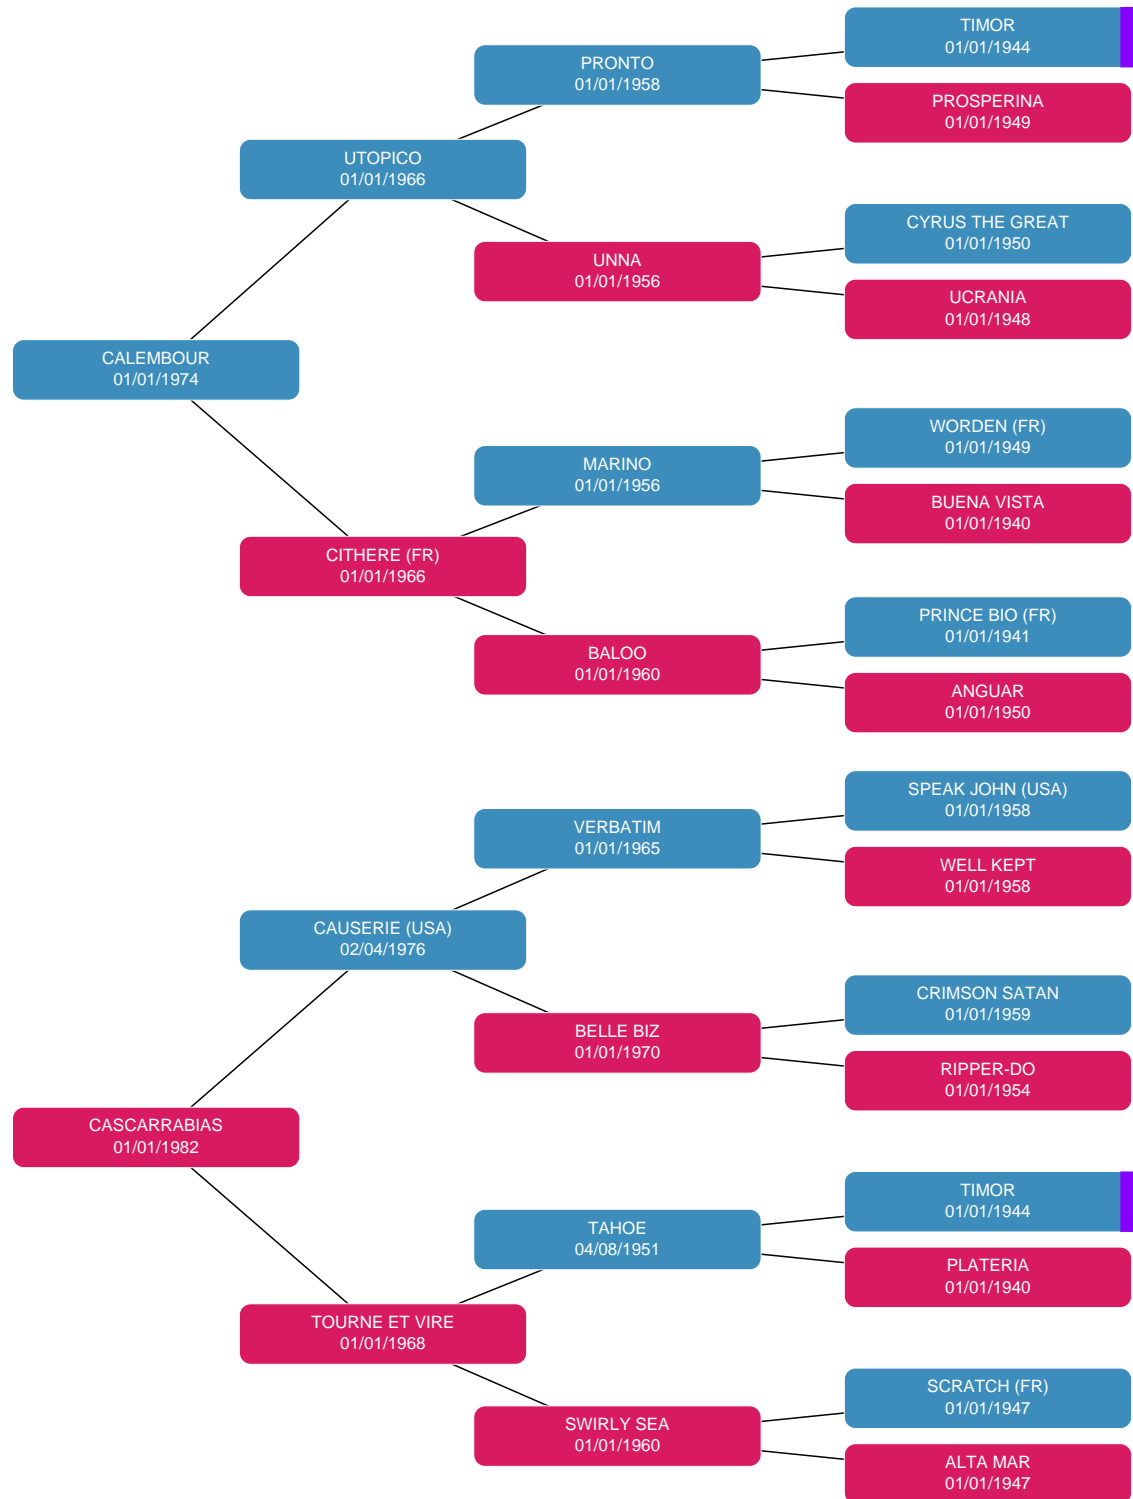 TIMOR
01/01/1944
PRONTO
01/01/1958
PROSPERINA
01/01/1949
UTOPICO
01/01/1966
CYRUS THE GREAT
01/01/1950
UNNA
01/01/1956
UCRANIA
01/01/1948
CALEMBOUR
01/01/1974
WORDEN (FR)
01/01/1949
MARINO
01/01/1956
BUENA VISTA
01/01/1940
CITHERE (FR)
01/01/1966
PRINCE BIO (FR)
01/01/1941
BALOO
01/01/1960
ANGUAR
01/01/1950
SPEAK JOHN (USA)
01/01/1958
VERBATIM
01/01/1965
WELL KEPT
01/01/1958
CAUSERIE (USA)
02/04/1976
CRIMSON SATAN
01/01/1959
BELLE BIZ
01/01/1970
RIPPER-DO
01/01/1954
CASCARRABIAS
01/01/1982
TIMOR
01/01/1944
TAHOE
04/08/1951
PLATERIA
01/01/1940
TOURNE ET VIRE
01/01/1968
SCRATCH (FR)
01/01/1947
SWIRLY SEA
01/01/1960
ALTA MAR
01/01/1947